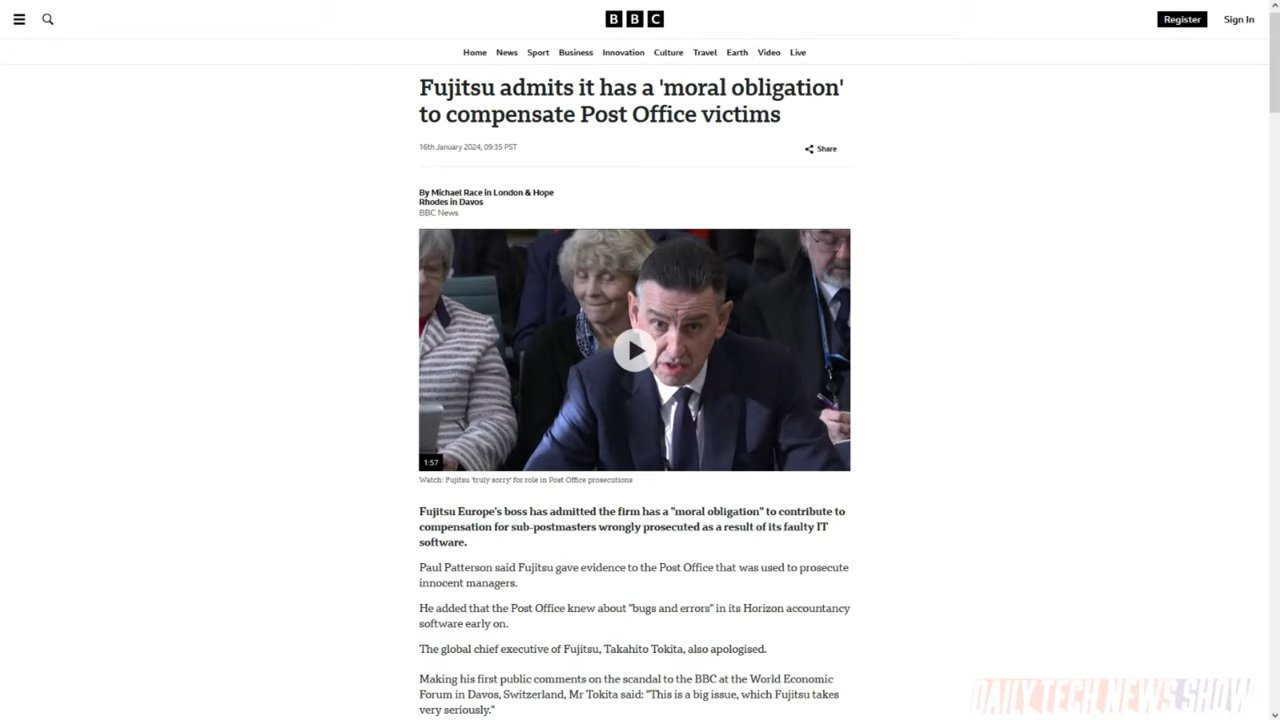 BBC
Register
Sign In
Home
News
Sport
Business
Innovation
Culture
Travel
Earth
Video
Live
Fujitsu admits it has a 'moral obligation'
to compensate Post Office victims
16th January 2024, 09:35 PST
Share
By Michael Race in London & Hope
Rhodes in Davos
BBC News
1:57
Watch: Fujitsu 'truly sorry' for role in Post Office prosecutions
Fujitsu Europe's boss has admitted the firm has a "moral obligation" to contribute to
compensation for sub-postmasters wrongly prosecuted as a result of its faulty IT
software.
Paul Patterson said Fujitsu gave evidence to the Post Office that was used to prosecute
innocent managers.
He added that the Post Office knew about "bugs and errors" in its Horizon accountancy
software early on.
The global chief executive of Fujitsu, Takahito Tokita, also apologised.
Making his first public comments on the scandal to the BBC at the World Economic
Forum in Davos, Switzerland, Mr Tokita said: "This is a big issue, which Fujitsu takes
very seriously."
DAILY TECH NEWS SHOW